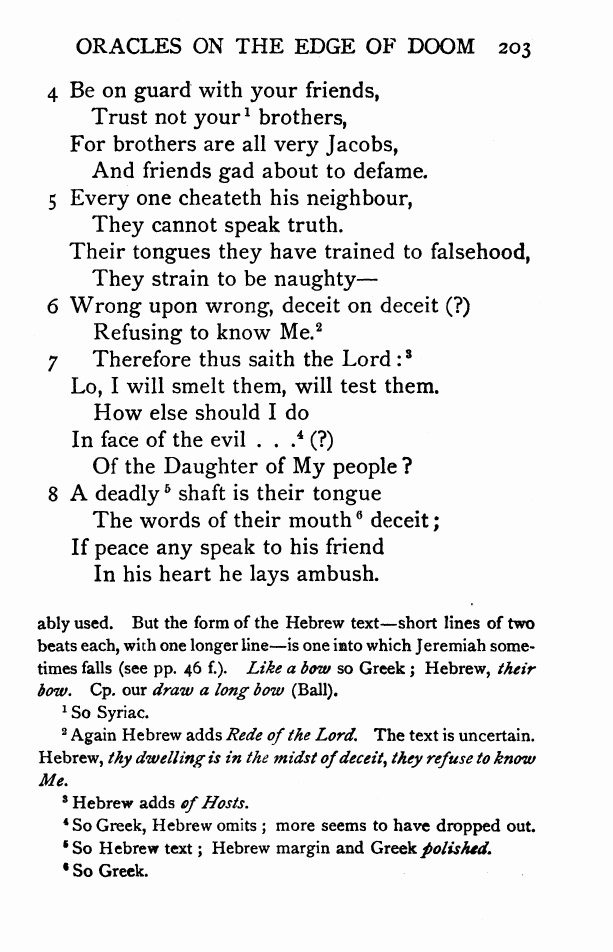 ORACLES ON THE EDGE OF DOOM 203
4 Be on guard with your friends,
Trust not your¹ brothers,
For brothers are all very Jacobs,
And friends gad about to defame.
5 Every one cheateth his neighbour,
They cannot speak truth.
Their tongues they have trained to falsehood,
They strain to be naughty—
6 Wrong upon wrong, deceit on deceit (?)
Refusing to know Me.²
7 Therefore thus saith the Lord :³
Lo, I will smelt them, will test them.
How else should I do
In face of the evil . . .⁴ (?)
Of the Daughter of My people ?
8 A deadly⁵ shaft is their tongue
The words of their mouth⁶ deceit ;
If peace any speak to his friend
In his heart he lays ambush.
ably used. But the form of the Hebrew text—short lines of two
beats each, with one longer line—is one into which Jeremiah some-
times falls (see pp. 46 f.). Like a bow so Greek ; Hebrew, their
bow. Cp. our draw a long bow (Ball).
¹ So Syriac.
² Again Hebrew adds Rede of the Lord. The text is uncertain.
Hebrew, thy dwelling is in the midst of deceit, they refuse to know
Me.
³ Hebrew adds of Hosts.
⁴ So Greek, Hebrew omits ; more seems to have dropped out.
⁵ So Hebrew text ; Hebrew margin and Greek polished.
⁶ So Greek.